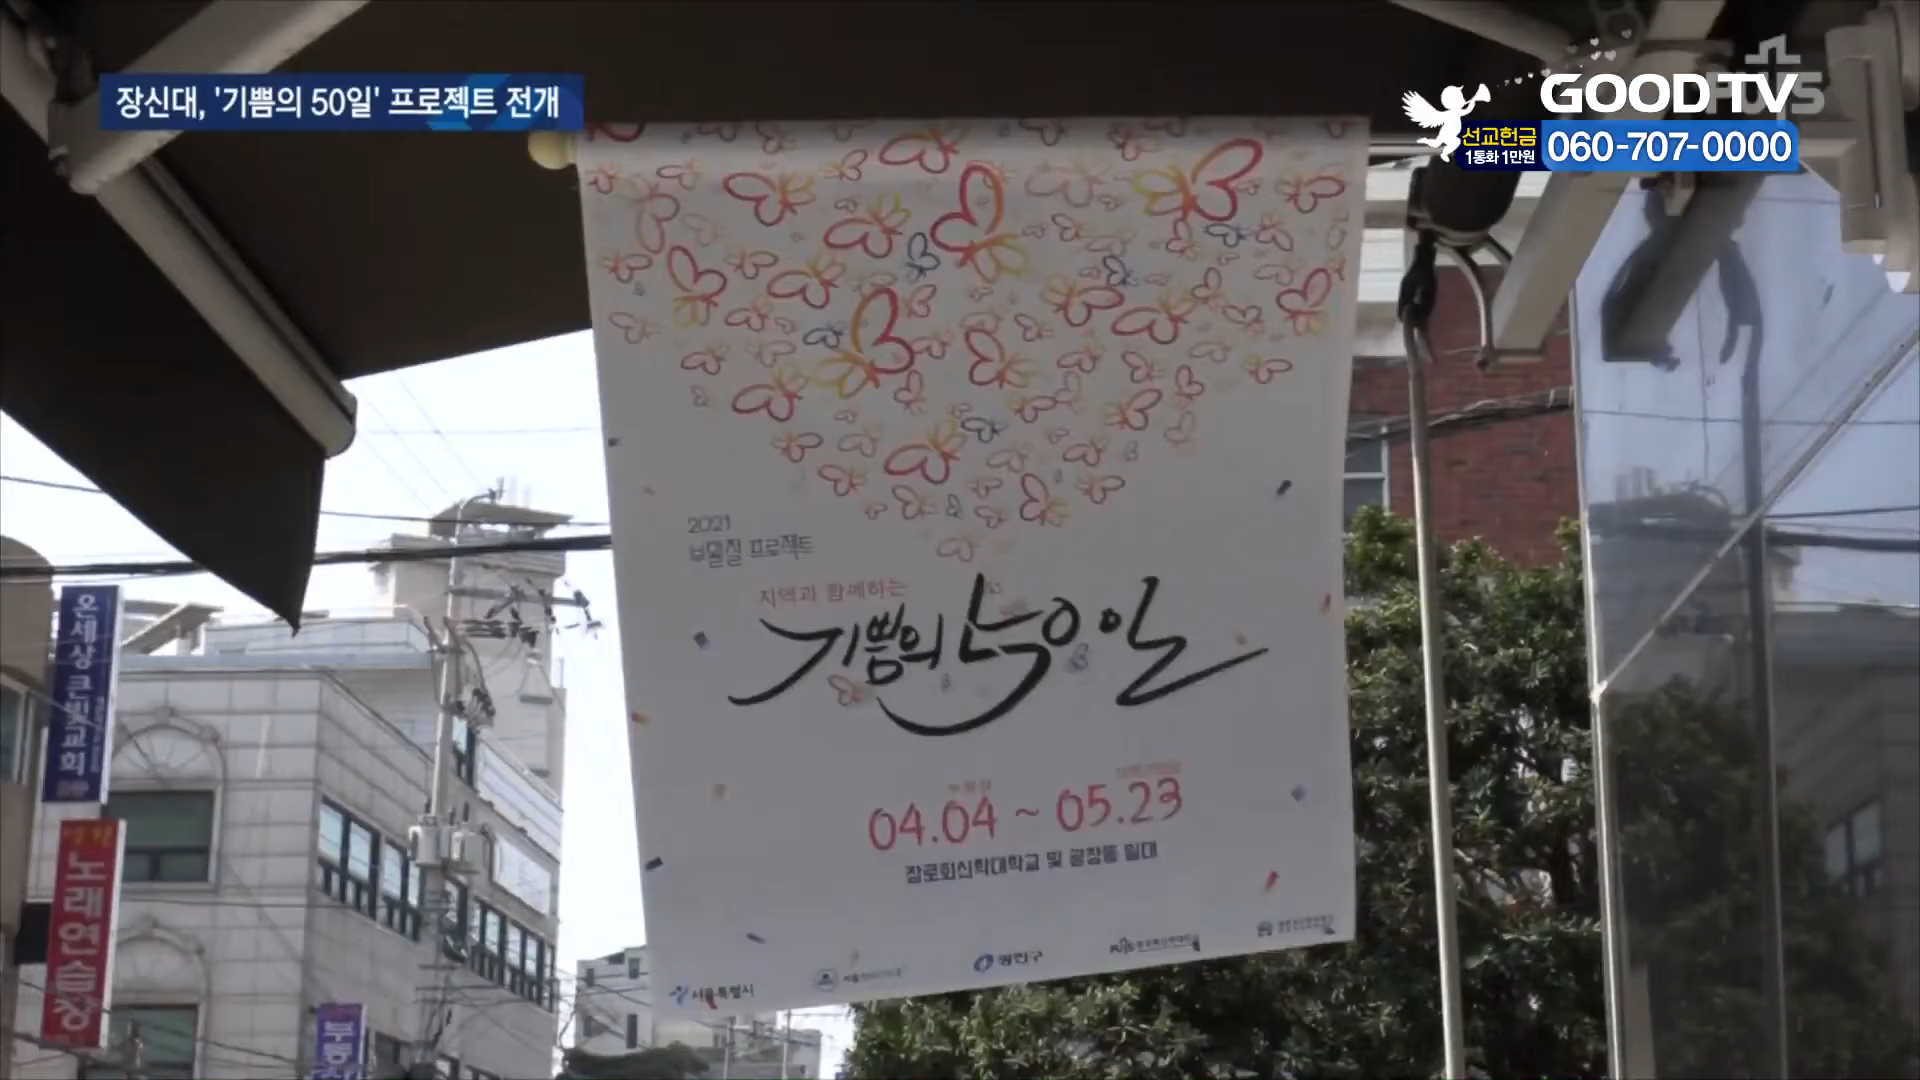 장신대, '기쁨의 50일' 프로젝트 전개
GOODTV
선교헌금
1통화 1만원
060-707-0000
2021
부활절 프로젝트
지역과 함께하는
기쁨의 50일
04.04 ~ 05.23
장로회신학대학교 및 광장동 일대
서울특별시
광진구
온세상큰빛교회
노래연습장
부동산